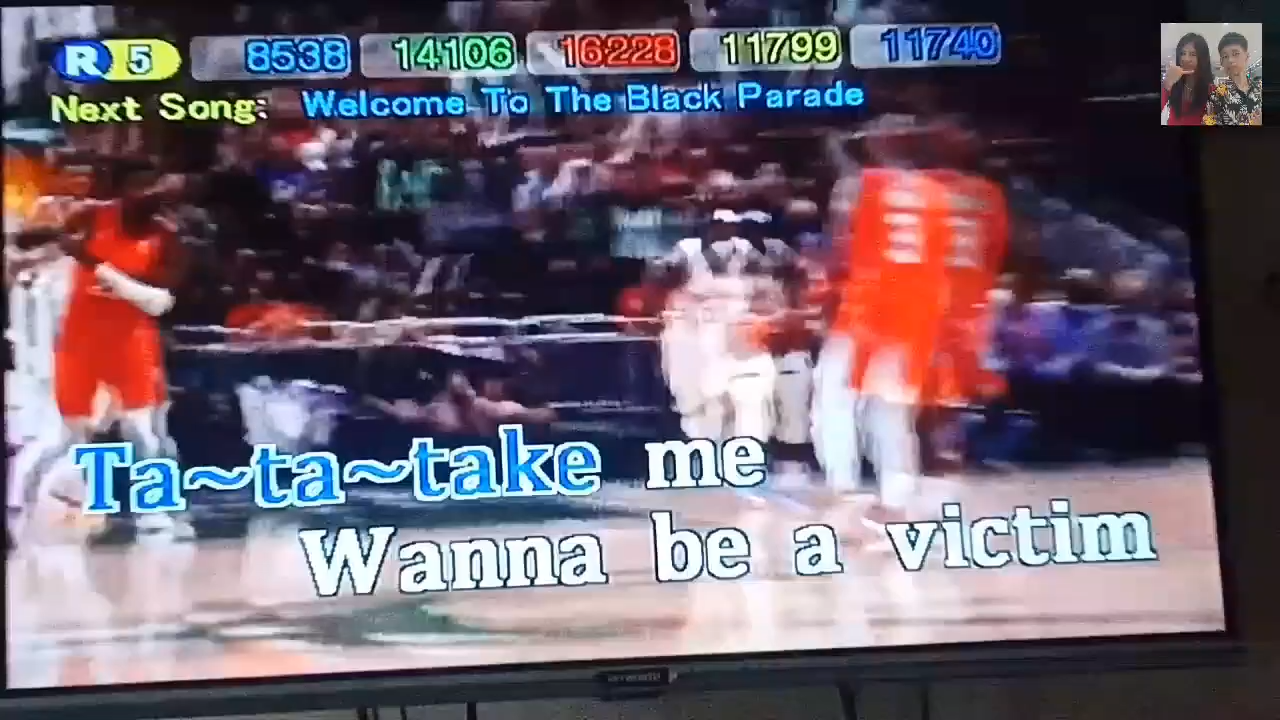 R 5 8538 14106 16228 11799 11740
Next Song: Welcome To The Black Parade
Ta~ta~take me
Wanna be a victim